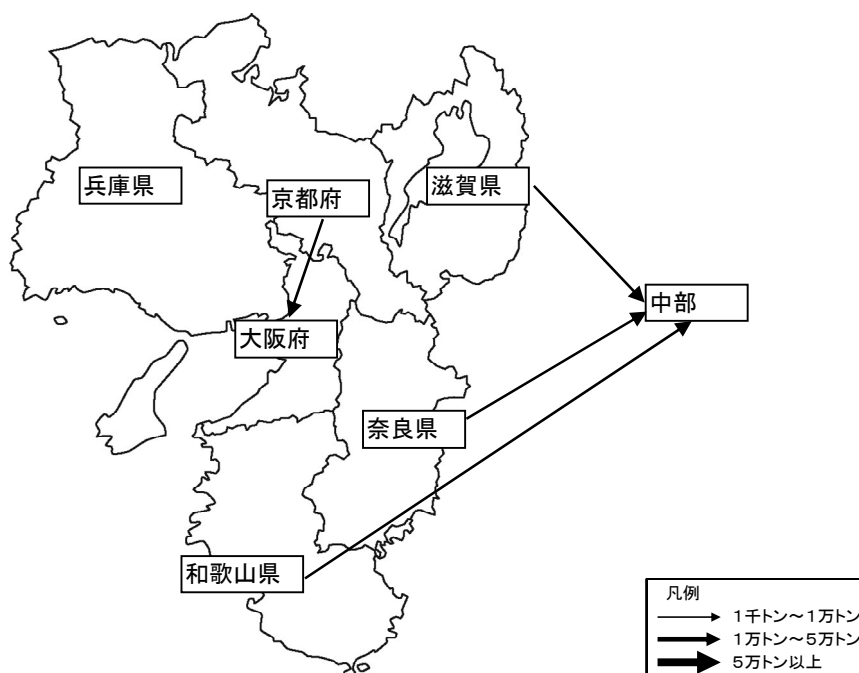 兵庫県
京都府
滋賀県
中部
大阪府
奈良県
和歌山県
凡例
1千トン～1万トン
1万トン～5万トン
5万トン以上